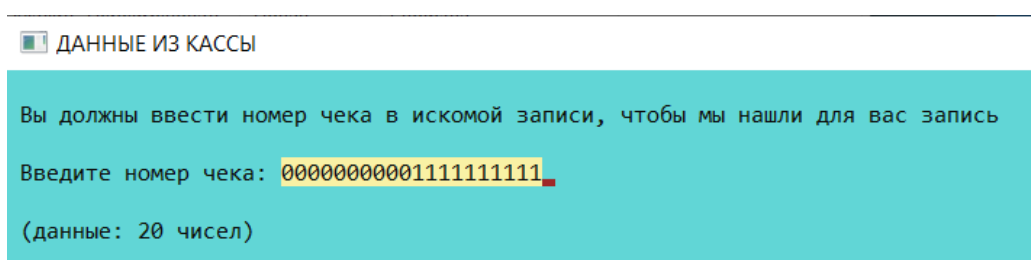 ДАННЫЕ ИЗ КАССЫ
Вы должны ввести номер чека в искомой записи, чтобы мы нашли для вас запись
Введите номер чека: 00000000001111111111
(данные: 20 чисел)